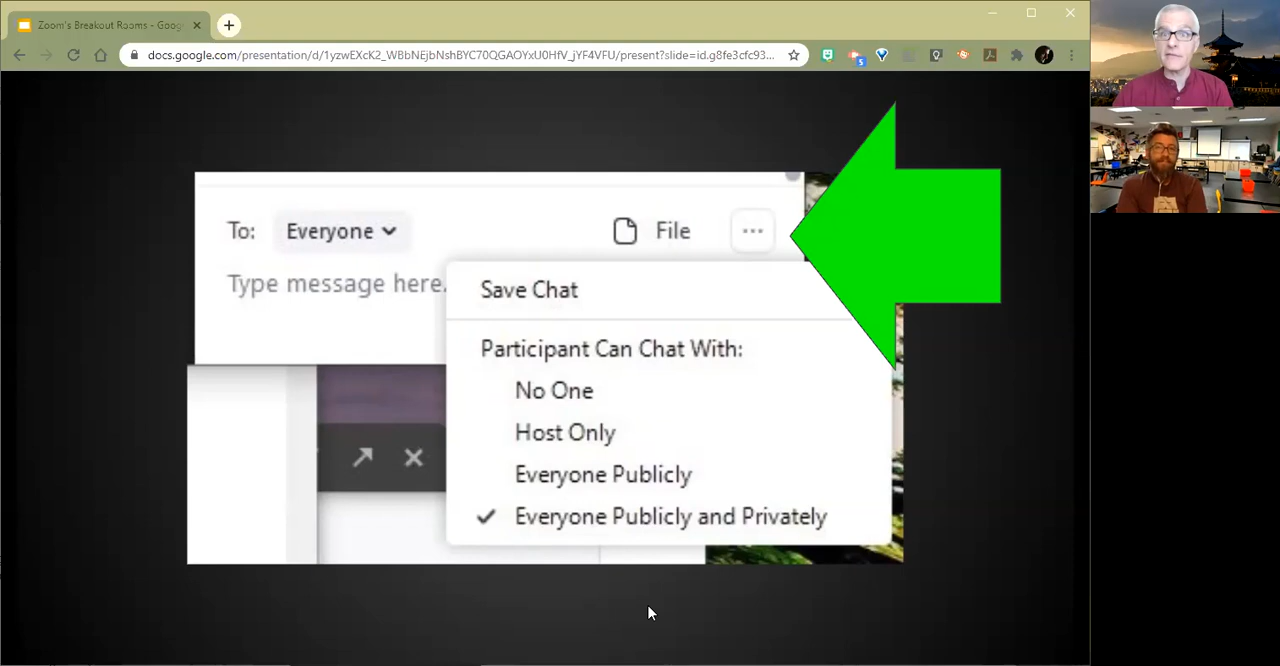 Zoom's Breakout Rooms - Goog
docs.google.com/presentation/d/1yzwEXcK2_WBbNEjbNshBYC70QGAOYxU0HfV_jYF4VFU/present?slide=id.g8fe3cfc93...
5
To: Everyone
File
Type message here.
Save Chat
Participant Can Chat With:
No One
Host Only
Everyone Publicly
Everyone Publicly and Privately